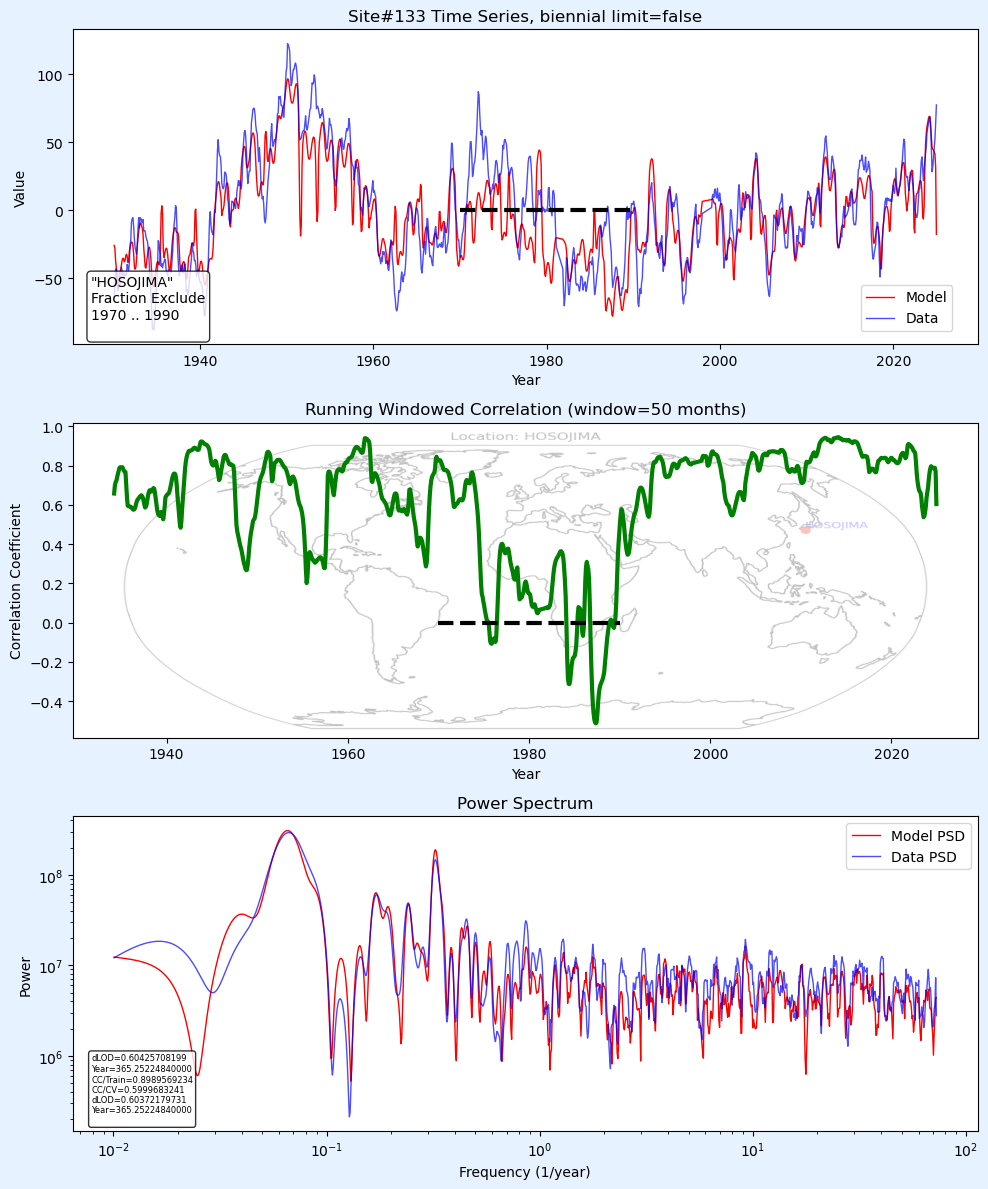 Site#133 Time Series, biennial limit=false
100
50
0
−50
Value
"HOSOJIMA"
Fraction Exclude
1970 .. 1990
Model
Data
1940
1960
1980
2000
2020
Year
Running Windowed Correlation (window=50 months)
Location: HOSOJIMA
1.0
0.8
0.6
0.4
0.2
0.0
−0.2
−0.4
Correlation Coefficient
HOSOJIMA
1940
1960
1980
2000
2020
Year
Power Spectrum
Model PSD
Data PSD
10⁸
10⁷
10⁶
Power
dLOD=0.60425708199
Year=365.25224840000
CC/Train=0.8989569234
CC/CV=0.5999683241
dLOD=0.60372179731
Year=365.25224840000
10⁻²
10⁻¹
10⁰
10¹
10²
Frequency (1/year)